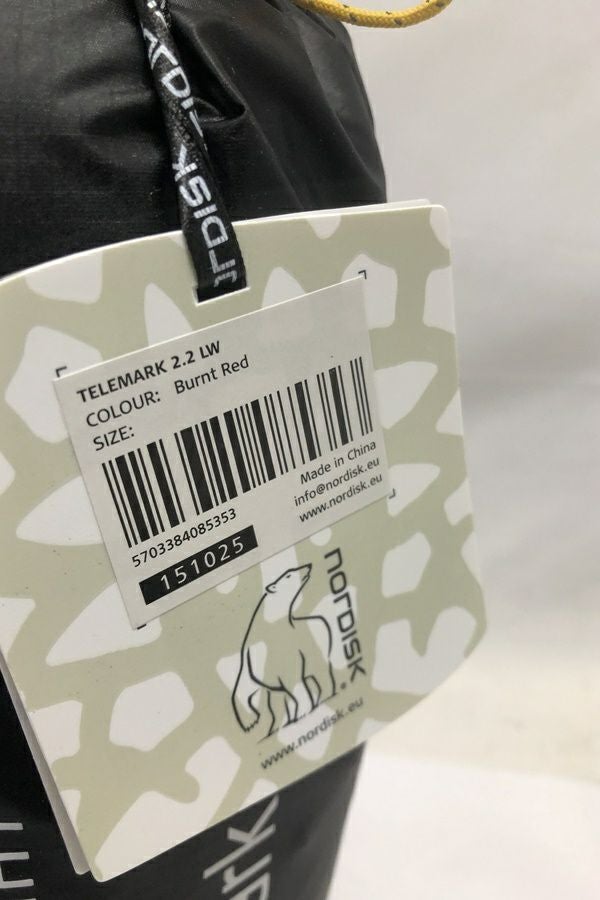 NORDISK
TELEMARK 2.2 LW
COLOUR: Burnt Red
SIZE:
Made in China
info@nordisk.eu
www.nordisk.eu
5703384085353
151025
NORDISK
www.nordisk.eu